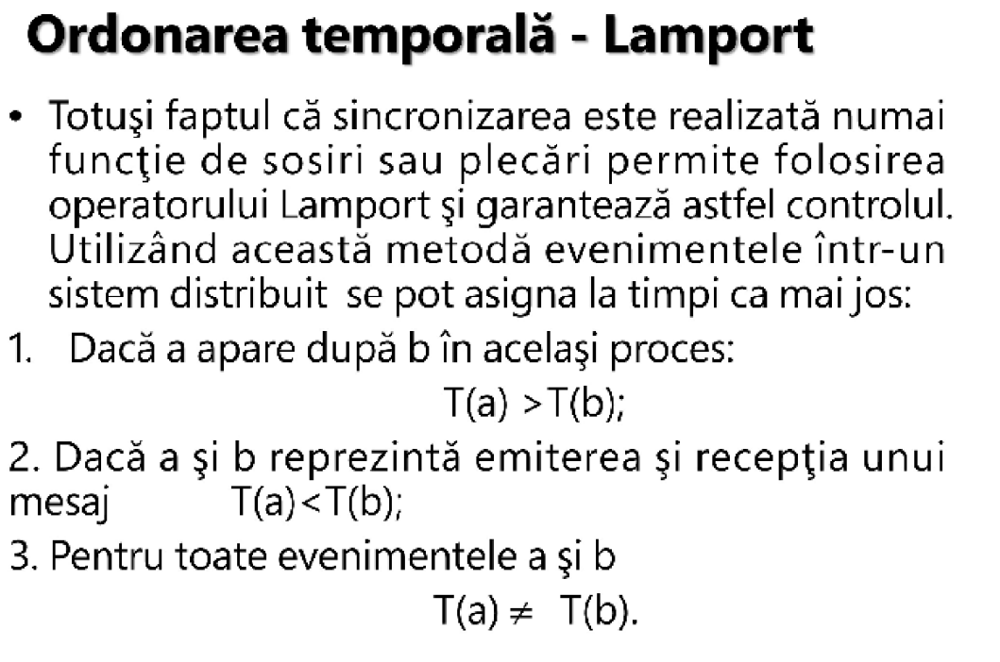 Ordonarea temporală - Lamport
• Totuşi faptul că sincronizarea este realizată numai
funcţie de sosiri sau plecări permite folosirea
operatorului Lamport şi garantează astfel controlul.
Utilizând această metodă evenimentele într-un
sistem distribuit se pot asigna la timpi ca mai jos:
1. Dacă a apare după b în acelaşi proces:
T(a) >T(b);
2. Dacă a şi b reprezintă emiterea şi recepţia unui
mesaj T(a)<T(b);
3. Pentru toate evenimentele a şi b
T(a) ≠ T(b).